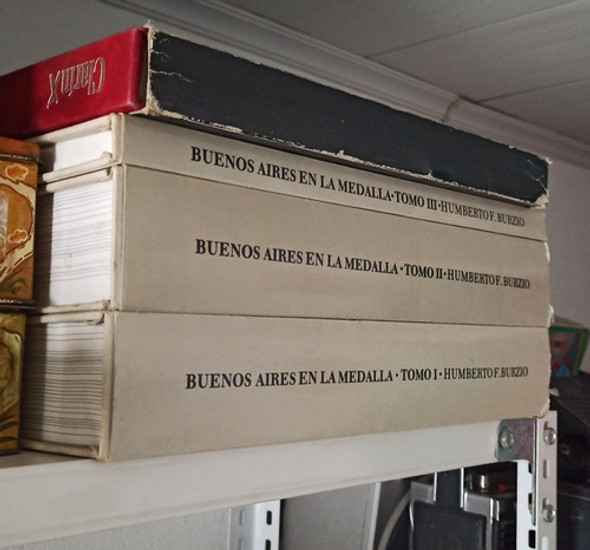 Clarín X
BUENOS AIRES EN LA MEDALLA·TOMO III·HUMBERTO F. BURZIO
BUENOS AIRES EN LA MEDALLA·TOMO II·HUMBERTO F. BURZIO
BUENOS AIRES EN LA MEDALLA·TOMO I·HUMBERTO F. BURZIO